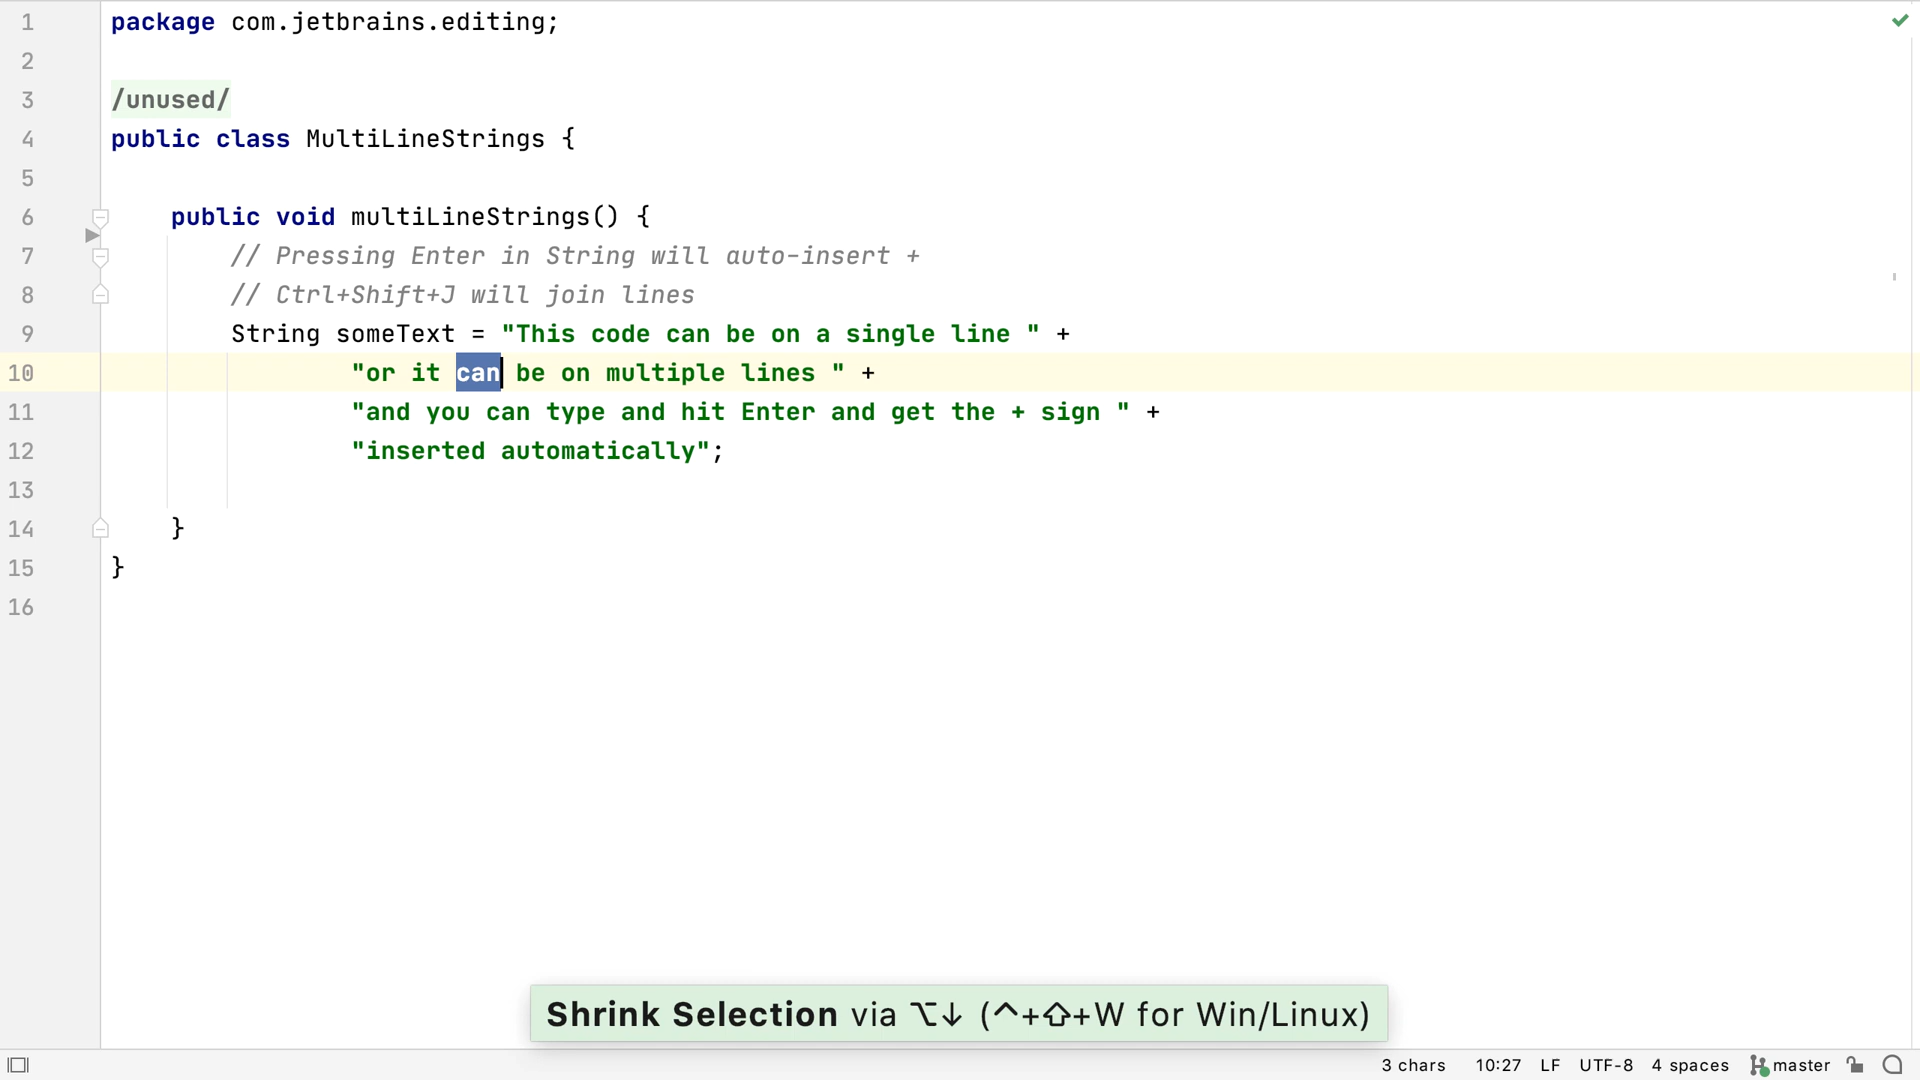 1 package com.jetbrains.editing;
2
3 /unused/
4 public class MultiLineStrings {
5
6 public void multiLineStrings() {
7 // Pressing Enter in String will auto-insert +
8 // Ctrl+Shift+J will join lines
9 String someText = "This code can be on a single line " +
10 "or it can be on multiple lines " +
11 "and you can type and hit Enter and get the + sign " +
12 "inserted automatically";
13
14 }
15 }
16
Shrink Selection via ⌥↓ (^+⇧+W for Win/Linux)
3 chars 10:27 LF UTF-8 4 spaces master